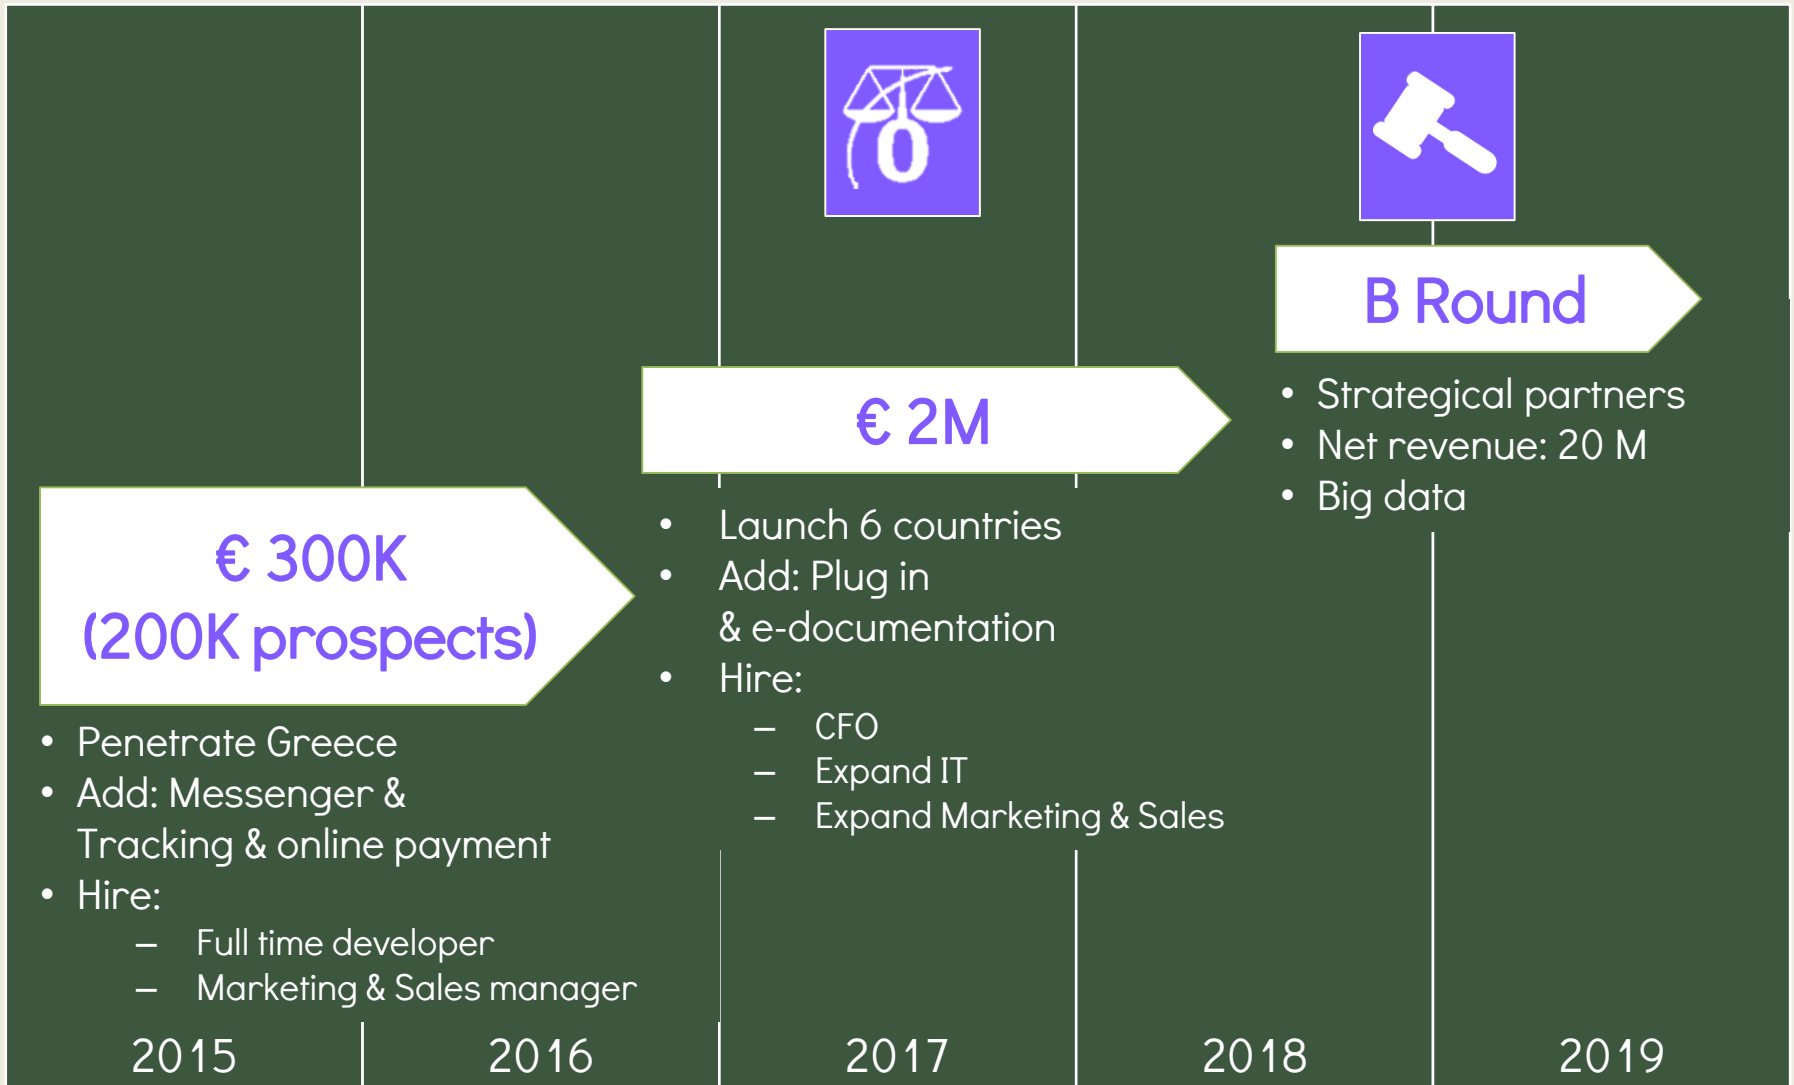 B Round
• Strategical partners
• Net revenue: 20 M
• Big data
€ 2M
• Launch 6 countries
• Add: Plug in
& e-documentation
• Hire:
– CFO
– Expand IT
– Expand Marketing & Sales
€ 300K
(200K prospects)
• Penetrate Greece
• Add: Messenger &
Tracking & online payment
• Hire:
– Full time developer
– Marketing & Sales manager
2015 2016 2017 2018 2019